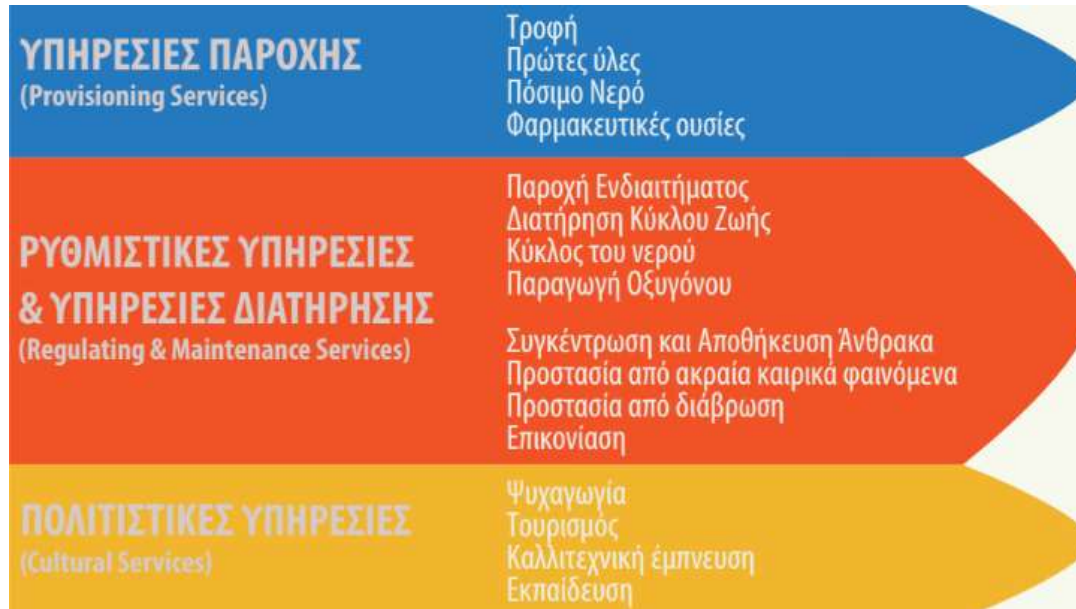 ΥΠΗΡΕΣΙΕΣ ΠΑΡΟΧΗΣ
(Provisioning Services)
Τροφή
Πρώτες ύλες
Πόσιμο Νερό
Φαρμακευτικές ουσίες
ΡΥΘΜΙΣΤΙΚΕΣ ΥΠΗΡΕΣΙΕΣ
& ΥΠΗΡΕΣΙΕΣ ΔΙΑΤΗΡΗΣΗΣ
(Regulating & Maintenance Services)
Παροχή Ενδιαιτήματος
Διατήρηση Κύκλου Ζωής
Κύκλος του νερού
Παραγωγή Οξυγόνου
Συγκέντρωση και Αποθήκευση Άνθρακα
Προστασία από ακραία καιρικά φαινόμενα
Προστασία από διάβρωση
Επικονίαση
ΠΟΛΙΤΙΣΤΙΚΕΣ ΥΠΗΡΕΣΙΕΣ
(Cultural Services)
Ψυχαγωγία
Τουρισμός
Καλλιτεχνική έμπνευση
Εκπαίδευση